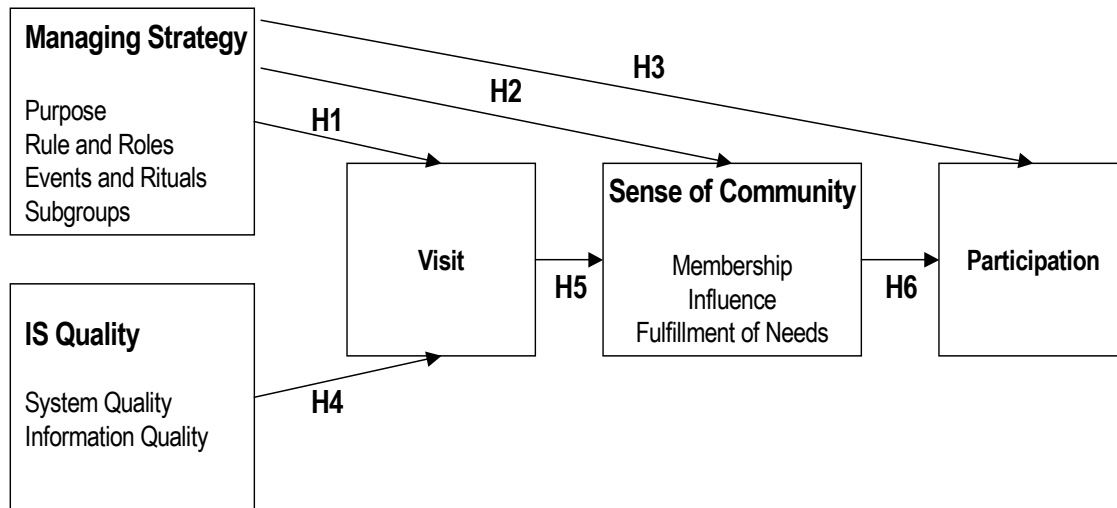 Managing Strategy
Purpose
Rule and Roles
Events and Rituals
Subgroups
H1
H2
H3
Visit
H5
Sense of Community
Membership
Influence
Fulfillment of Needs
H6
Participation
IS Quality
System Quality
Information Quality
H4